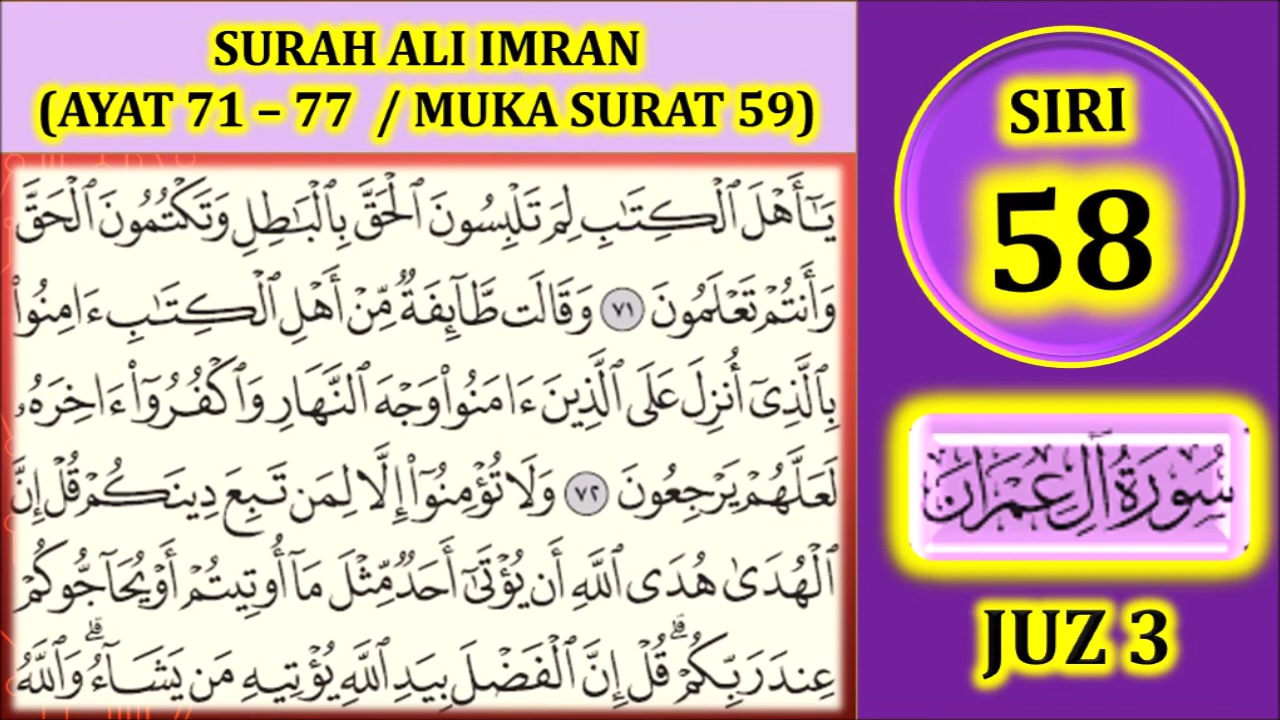 SURAH ALI IMRAN
(AYAT 71 – 77 / MUKA SURAT 59)
يَـٰٓأَهْلَ ٱلْكِتَـٰبِ لِمَ تَلْبِسُونَ ٱلْحَقَّ بِٱلْبَـٰطِلِ وَتَكْتُمُونَ ٱلْحَقَّ
وَأَنتُمْ تَعْلَمُونَ ٧١ وَقَالَت طَّآئِفَةٌ مِّنْ أَهْلِ ٱلْكِتَـٰبِ ءَامِنُوا۟
بِٱلَّذِىٓ أُنزِلَ عَلَى ٱلَّذِينَ ءَامَنُوا۟ وَجْهَ ٱلنَّهَارِ وَٱكْفُرُوٓا۟ ءَاخِرَهُۥ
لَعَلَّهُمْ يَرْجِعُونَ ٧٢ وَلَا تُؤْمِنُوٓا۟ إِلَّا لِمَن تَبِعَ دِينَكُمْ قُلْ إِنَّ
ٱلْهُدَىٰ هُدَى ٱللَّهِ أَن يُؤْتَىٰٓ أَحَدٌ مِّثْلَ مَآ أُوتِيتُمْ أَوْ يُحَآجُّوكُمْ
عِندَ رَبِّكُمْ ۗ قُلْ إِنَّ ٱلْفَضْلَ بِيَدِ ٱللَّهِ يُؤْتِيهِ مَن يَشَآءُ ۗ وَٱللَّهُ
SIRI
58
سُورَةُ آلِ عِمْرَانَ
JUZ 3